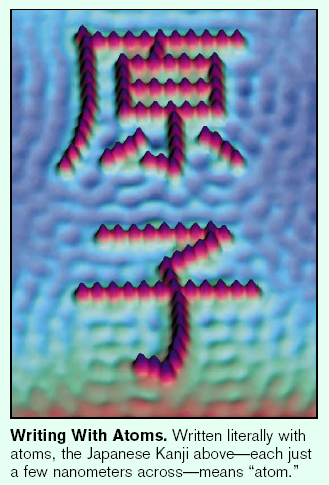 原
子
Writing With Atoms. Written literally with
atoms, the Japanese Kanji above—each just
a few nanometers across—means “atom.”